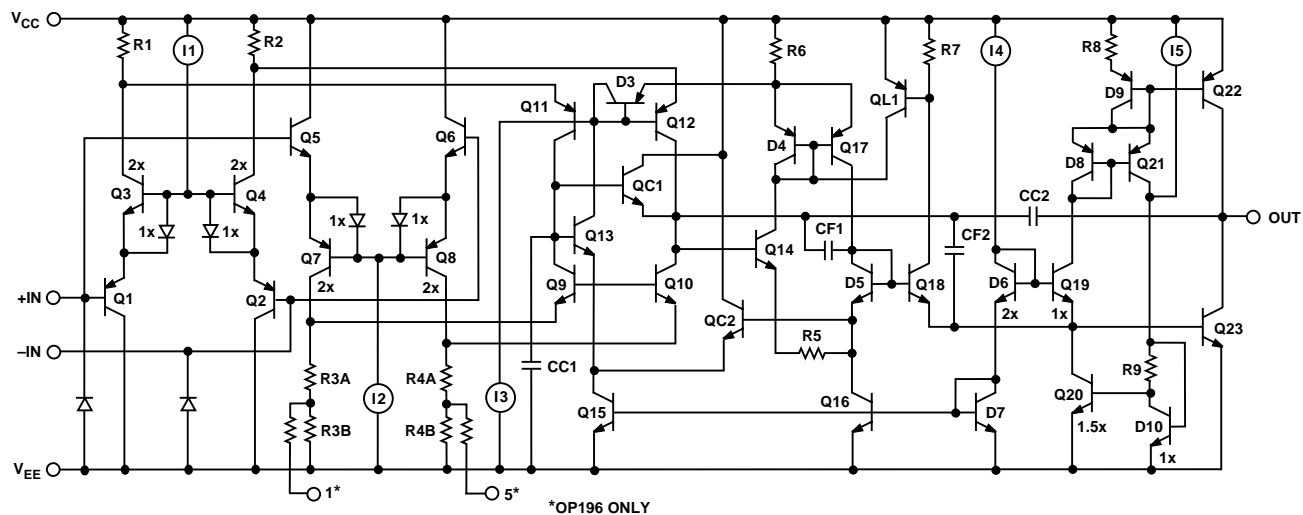 VCC
R1
I1
R2
R6
R7
I4
R8
I5
D3
D9
Q11
Q12
QL1
Q22
Q5
Q6
D4
Q17
D8
Q21
2x
2x
Q3
Q4
QC1
CC2
1x
1x
1x
1x
OUT
CF1
CF2
Q13
Q14
Q7
Q8
D5
Q18
D6
Q19
+IN
Q1
Q2
2x
2x
Q9
Q10
2x
1x
QC2
Q23
–IN
R5
R3A
R4A
CC1
R9
I2
I3
Q20
R3B
R4B
Q15
Q16
D7
D10
1.5x
1x
VEE
1*
5*
*OP196 ONLY